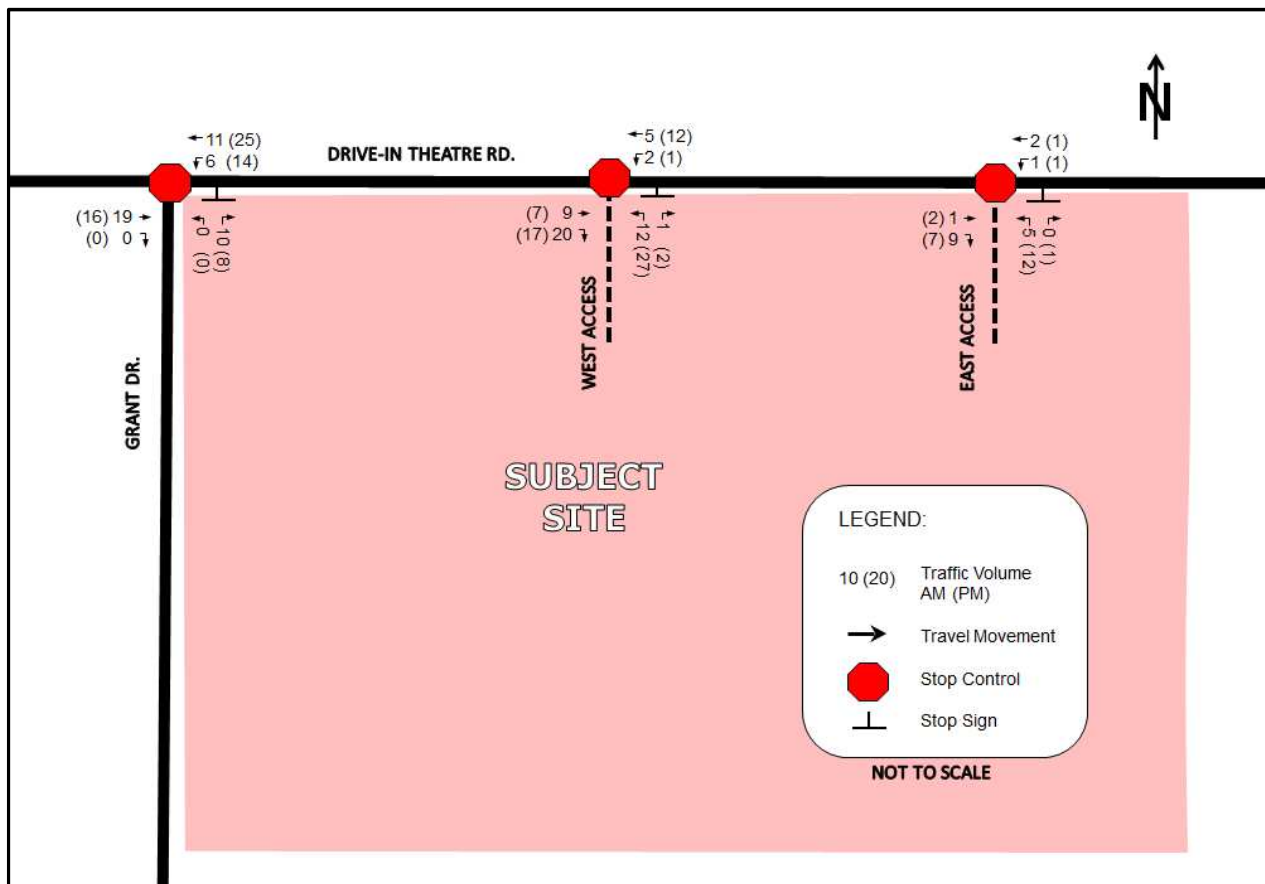 N
11 (25)
6 (14)
DRIVE-IN THEATRE RD.
5 (12)
2 (1)
2 (1)
1 (1)
(16) 19
(0) 0
0 (0)
10 (8)
(7) 9
(17) 20
12 (27)
1 (2)
(2) 1
(7) 9
5 (12)
0 (1)
GRANT DR.
WEST ACCESS
EAST ACCESS
SUBJECT
SITE
LEGEND:
10 (20) Traffic Volume
AM (PM)
Travel Movement
Stop Control
Stop Sign
NOT TO SCALE